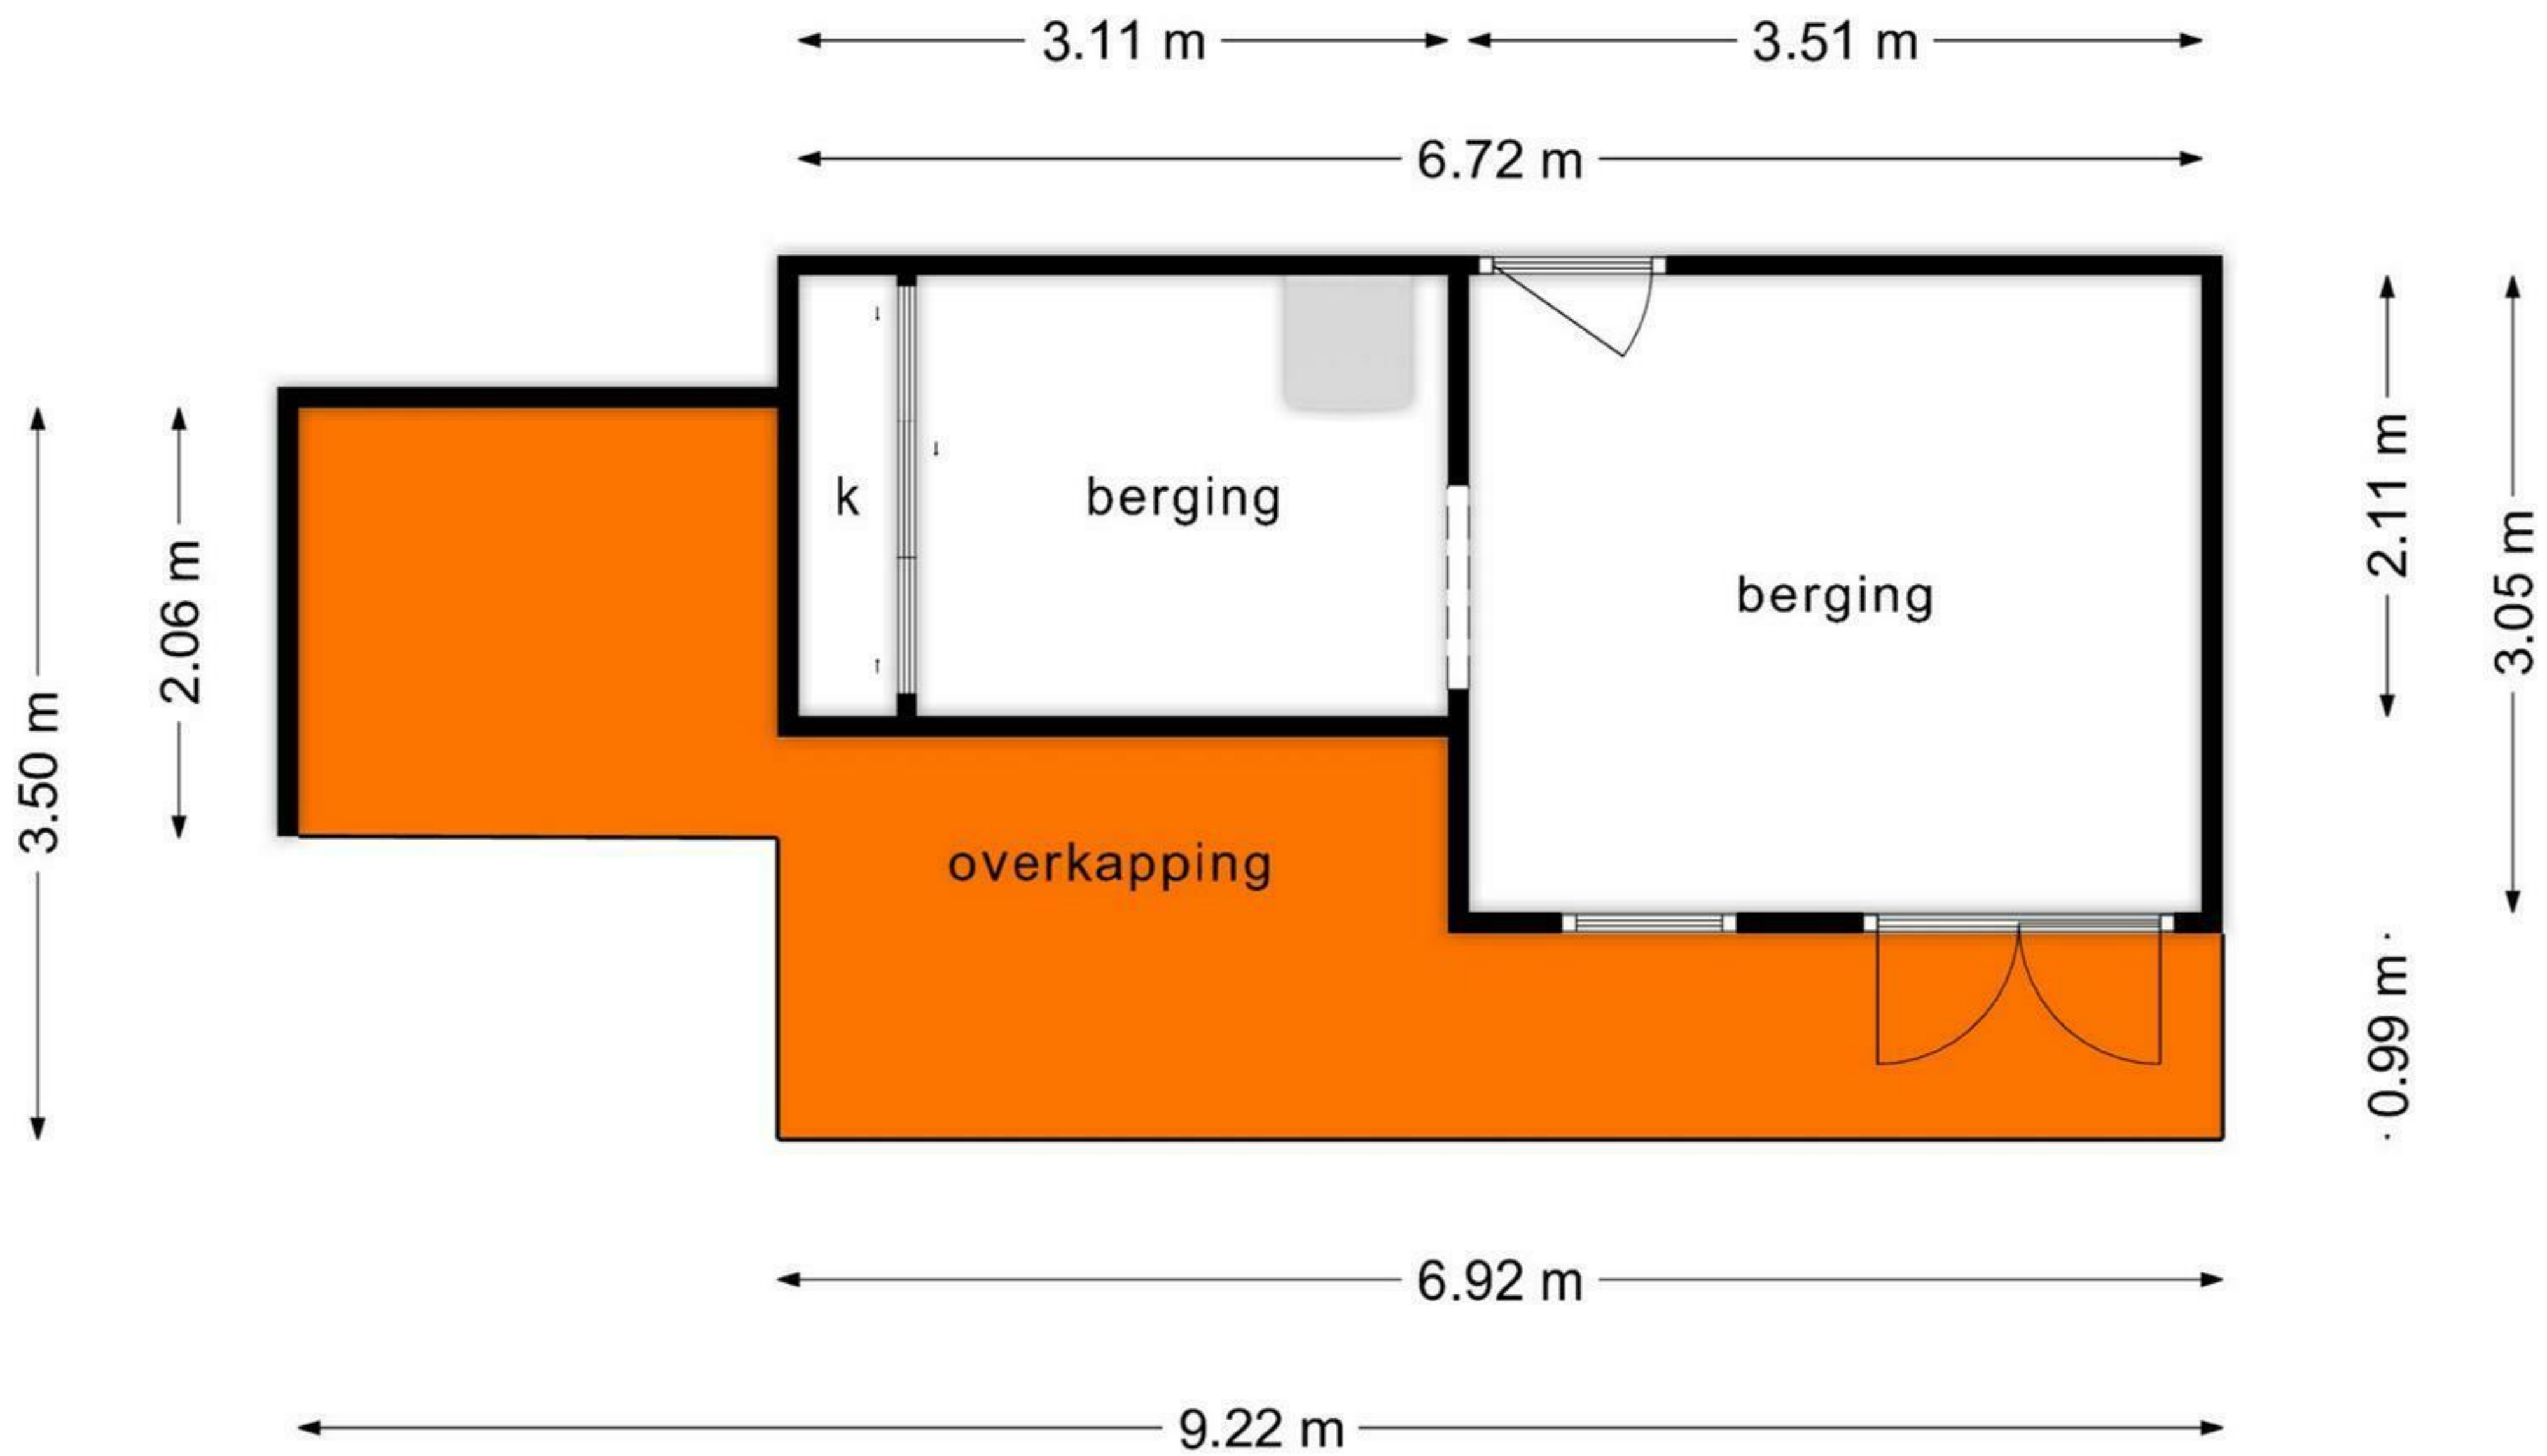 3.11 m
3.51 m
6.72 m
k
berging
berging
overkapping
3.50 m
2.06 m
2.11 m
3.05 m
0.99 m
6.92 m
9.22 m